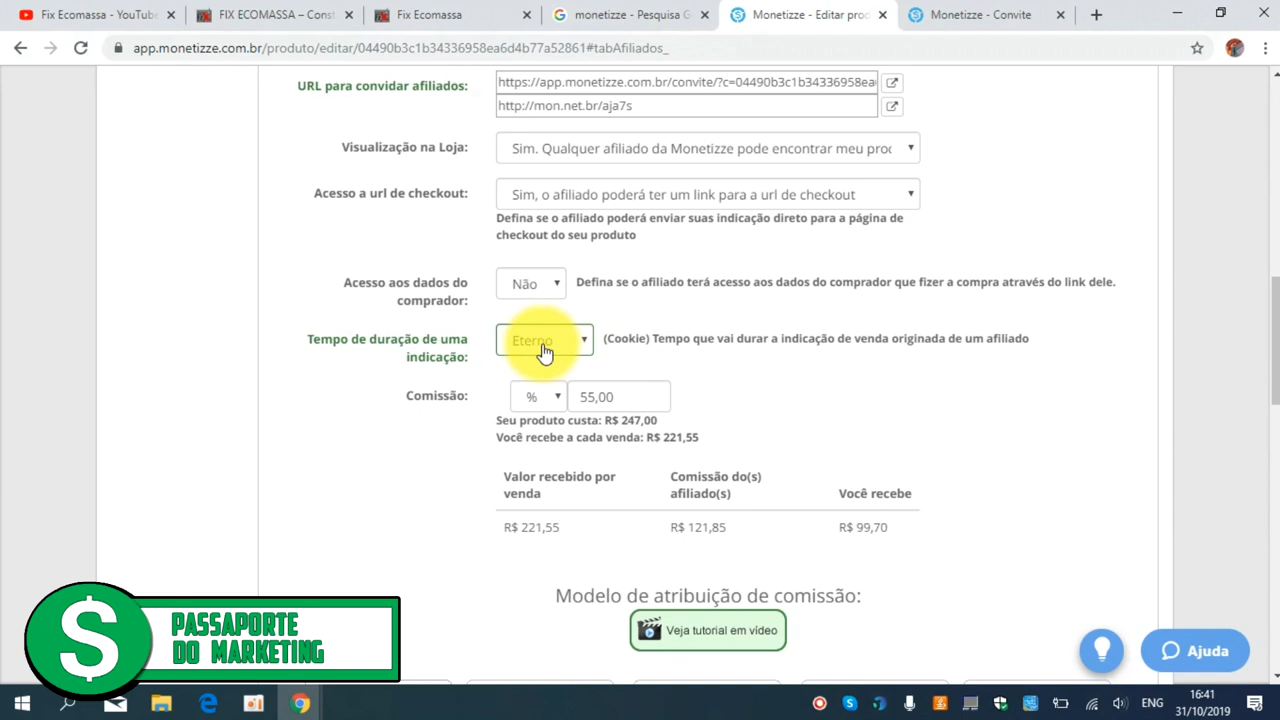 Fix Ecomassa - YouTube
FIX ECOMASSA – Const
Fix Ecomassa
monetizze - Pesquisa G
Monetizze - Editar prod
Monetizze - Convite
app.monetizze.com.br/produto/editar/04490b3c1b34336958ea6d4b77a52861#tabAfiliados_
URL para convidar afiliados:
https://app.monetizze.com.br/convite/?c=04490b3c1b34336958ea
http://mon.net.br/aja7s
Visualização na Loja:
Sim. Qualquer afiliado da Monetizze pode encontrar meu proc
Acesso a url de checkout:
Sim, o afiliado poderá ter um link para a url de checkout
Defina se o afiliado poderá enviar suas indicação direto para a página de
checkout do seu produto
Acesso aos dados do
comprador:
Não
Defina se o afiliado terá acesso aos dados do comprador que fizer a compra através do link dele.
Tempo de duração de uma
indicação:
Eterno
(Cookie) Tempo que vai durar a indicação de venda originada de um afiliado
Comissão:
%
55,00
Seu produto custa: R$ 247,00
Você recebe a cada venda: R$ 221,55
Valor recebido por
venda
Comissão do(s)
afiliado(s)
Você recebe
R$ 221,55
R$ 121,85
R$ 99,70
Modelo de atribuição de comissão:
Veja tutorial em vídeo
$
PASSAPORTE
DO MARKETING
Ajuda
ENG
16:41
31/10/2019